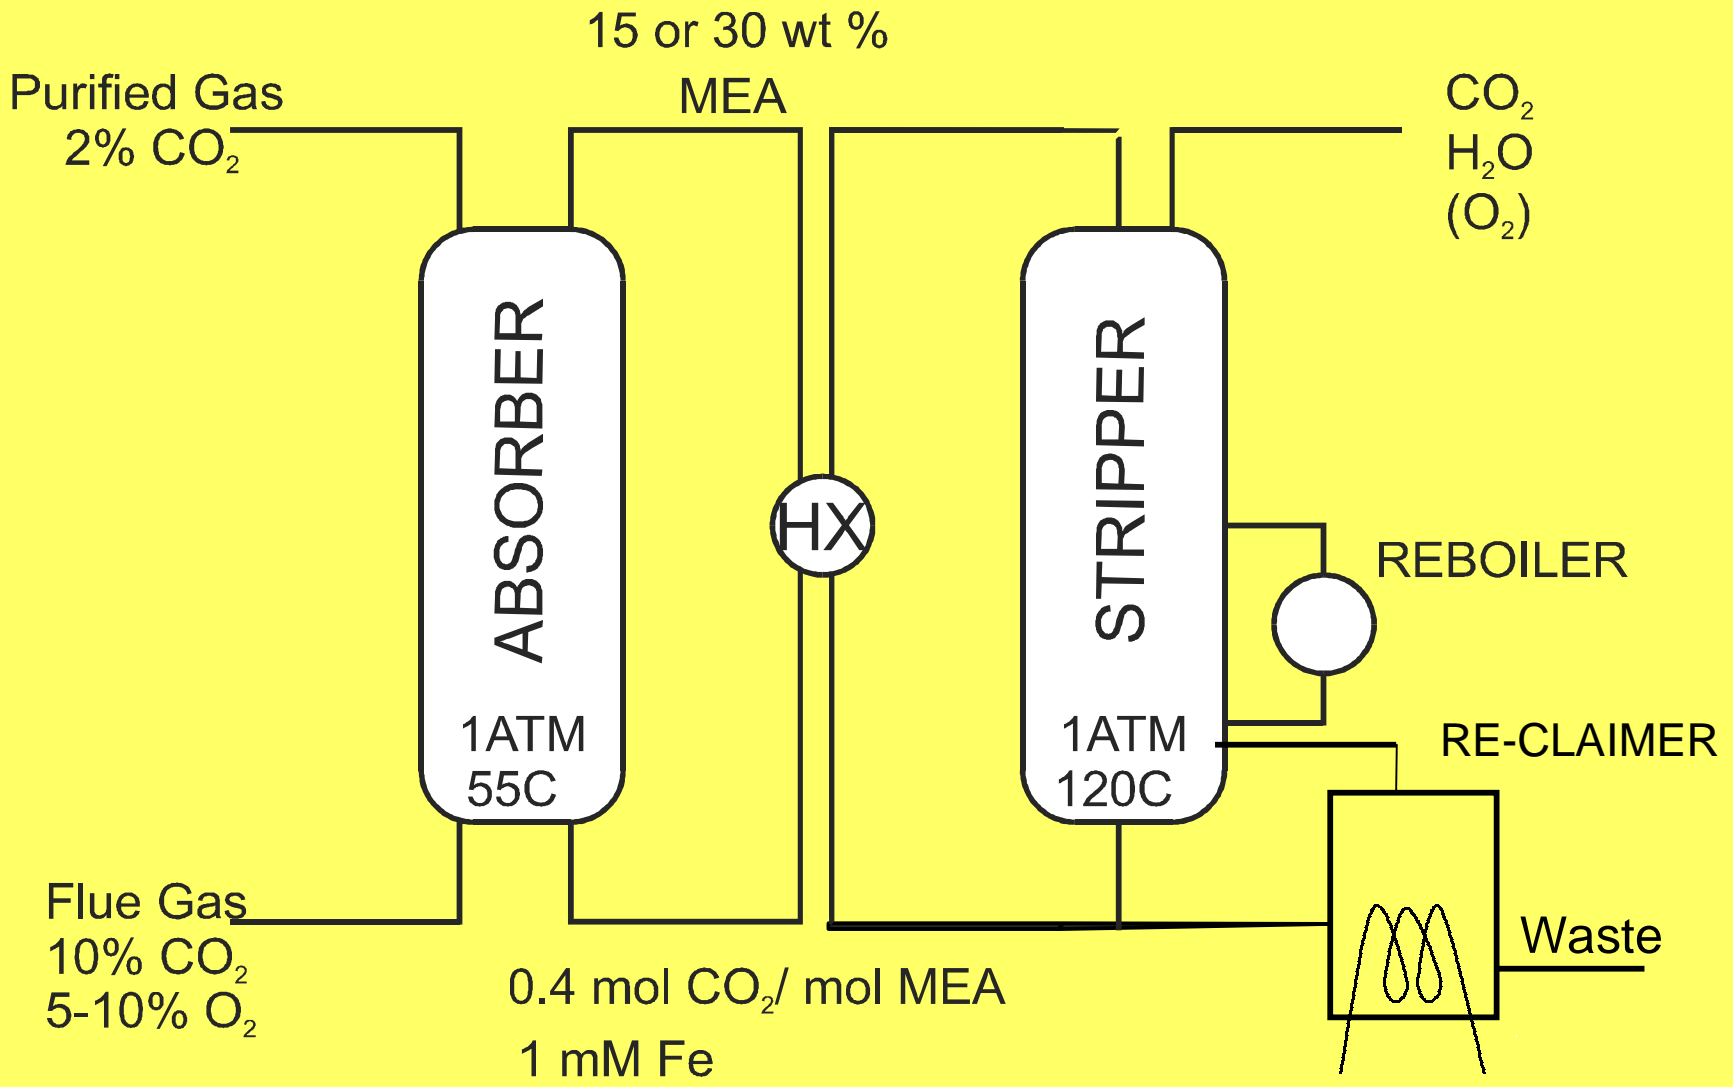 15 or 30 wt %
MEA
Purified Gas
2% CO₂
CO₂
H₂O
(O₂)
ABSORBER
1ATM
55C
HX
STRIPPER
1ATM
120C
REBOILER
RE-CLAIMER
Waste
Flue Gas
10% CO₂
5-10% O₂
0.4 mol CO₂/ mol MEA
1 mM Fe